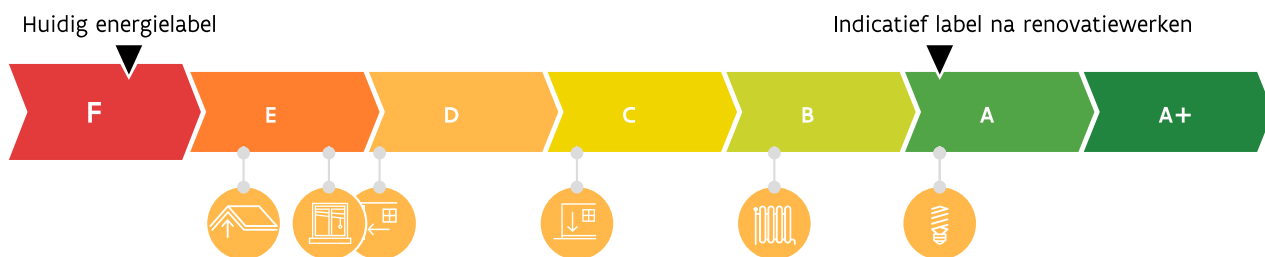 Huidig energielabel
Indicatief label na renovatiewerken
F
E
D
C
B
A
A+